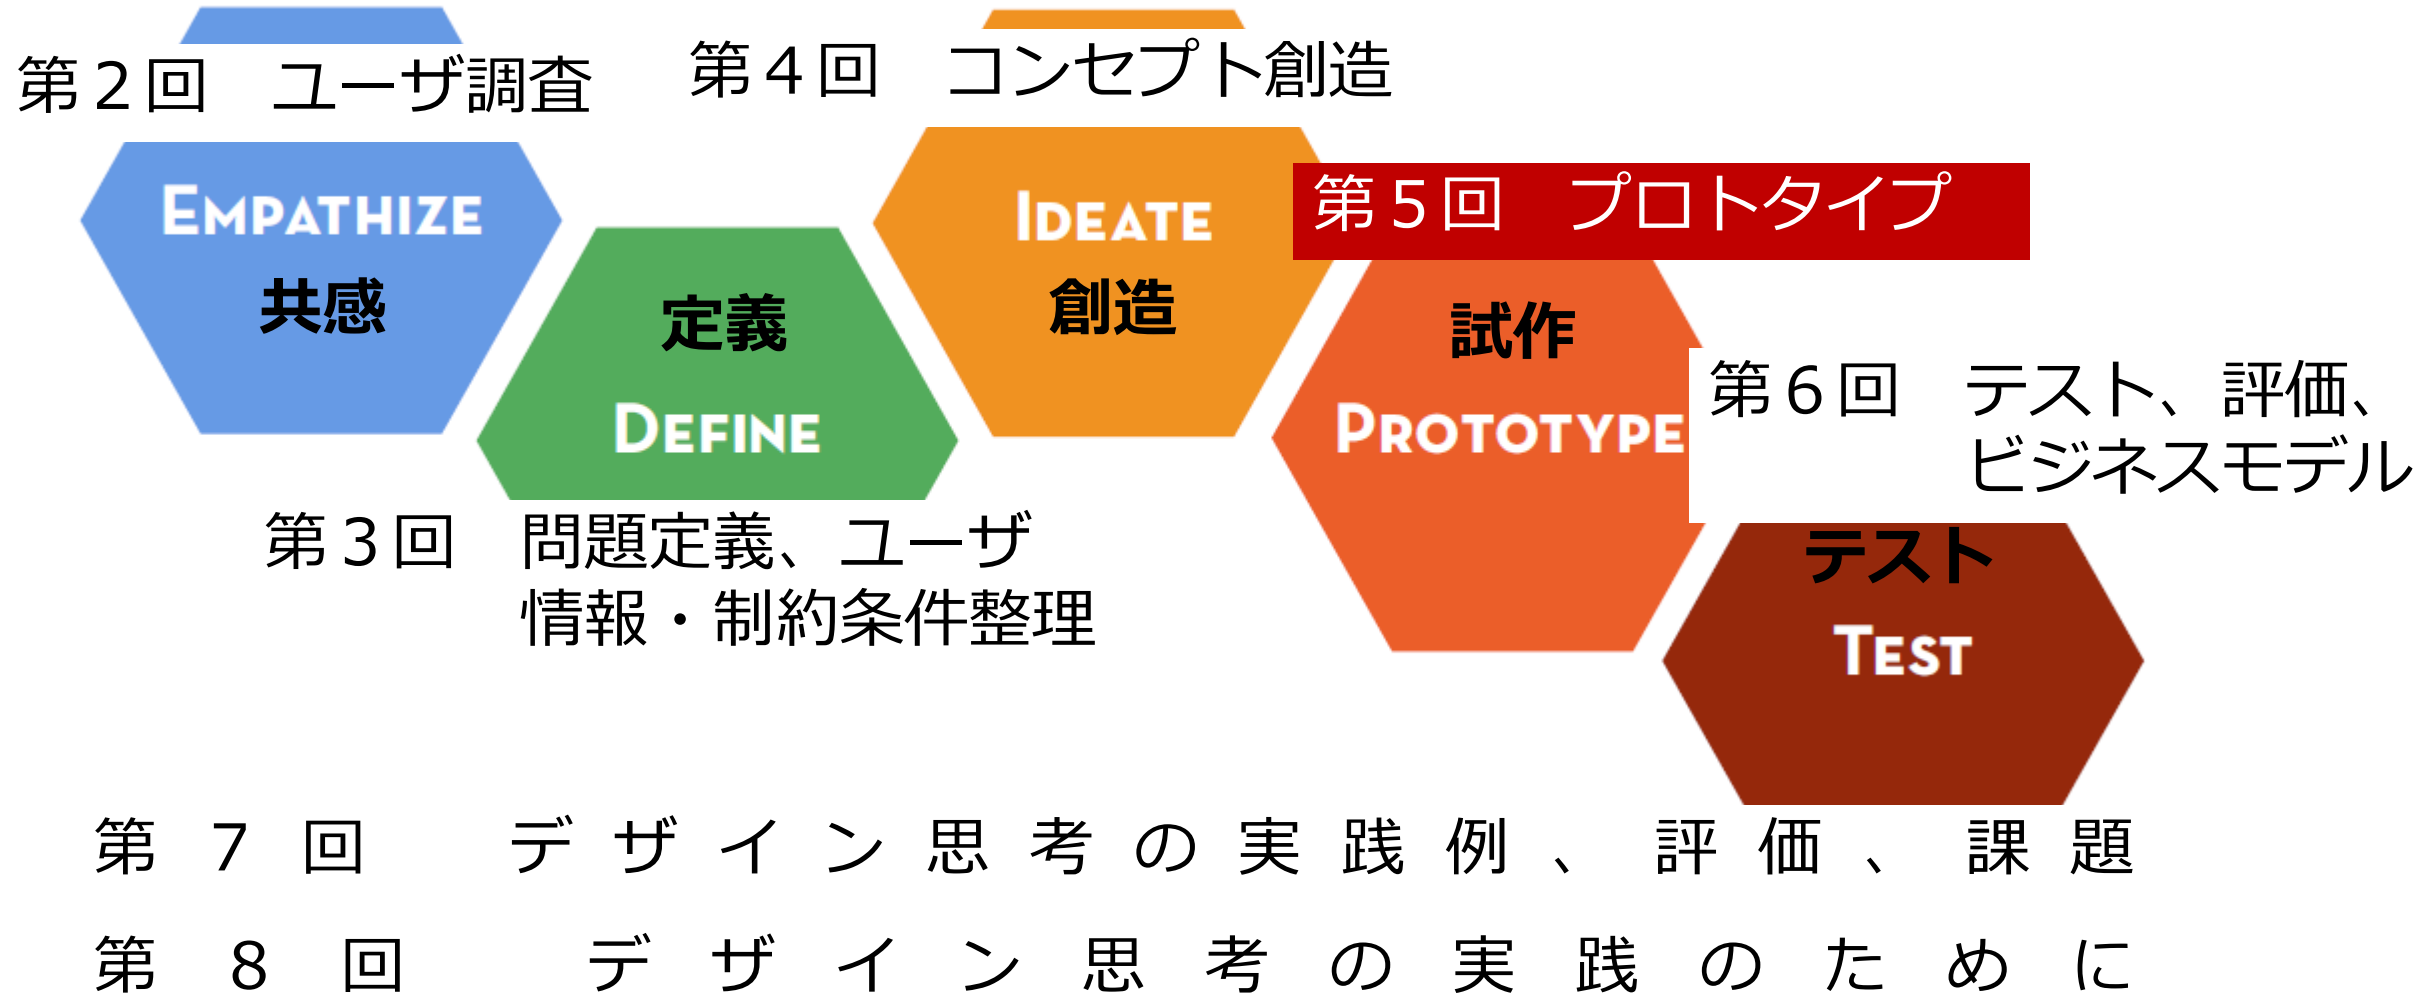 第2回　ユーザ調査
第4回　コンセプト創造
EMPATHIZE
共感
定義
DEFINE
第3回　問題定義、ユーザ
情報・制約条件整理
IDEATE
創造
第5回　プロトタイプ
試作
PROTOTYPE
第6回　テスト、評価、
ビジネスモデル
テスト
TEST
第7回　デザイン思考の実践例、評価、課題
第8回　デザイン思考の実践のために